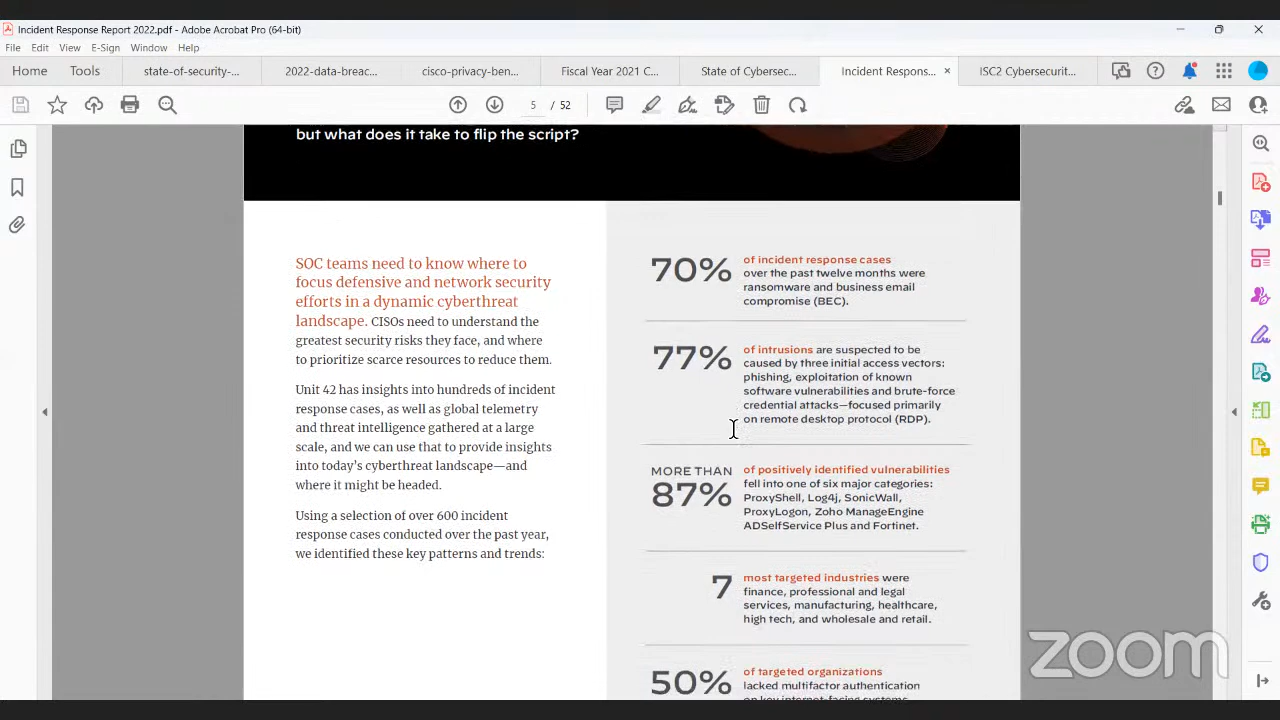 Incident Response Report 2022.pdf - Adobe Acrobat Pro (64-bit)
File Edit View E-Sign Window Help
Home Tools state-of-security-... 2022-data-breac... cisco-privacy-ben... Fiscal Year 2021 C... State of Cybersec... Incident Respons... × ISC2 Cybersecurit...
5 / 52
but what does it take to flip the script?
SOC teams need to know where to
focus defensive and network security
efforts in a dynamic cyberthreat
landscape. CISOs need to understand the
greatest security risks they face, and where
to prioritize scarce resources to reduce them.
Unit 42 has insights into hundreds of incident
response cases, as well as global telemetry
and threat intelligence gathered at a large
scale, and we can use that to provide insights
into today’s cyberthreat landscape—and
where it might be headed.
Using a selection of over 600 incident
response cases conducted over the past year,
we identified these key patterns and trends:
70% of incident response cases
over the past twelve months were
ransomware and business email
compromise (BEC).
77% of intrusions are suspected to be
caused by three initial access vectors:
phishing, exploitation of known
software vulnerabilities and brute-force
credential attacks—focused primarily
on remote desktop protocol (RDP).
MORE THAN
87% of positively identified vulnerabilities
fell into one of six major categories:
ProxyShell, Log4j, SonicWall,
ProxyLogon, Zoho ManageEngine
ADSelfService Plus and Fortinet.
7 most targeted industries were
finance, professional and legal
services, manufacturing, healthcare,
high tech, and wholesale and retail.
50% of targeted organizations
lacked multifactor authentication
on key internet-facing systems
zoom